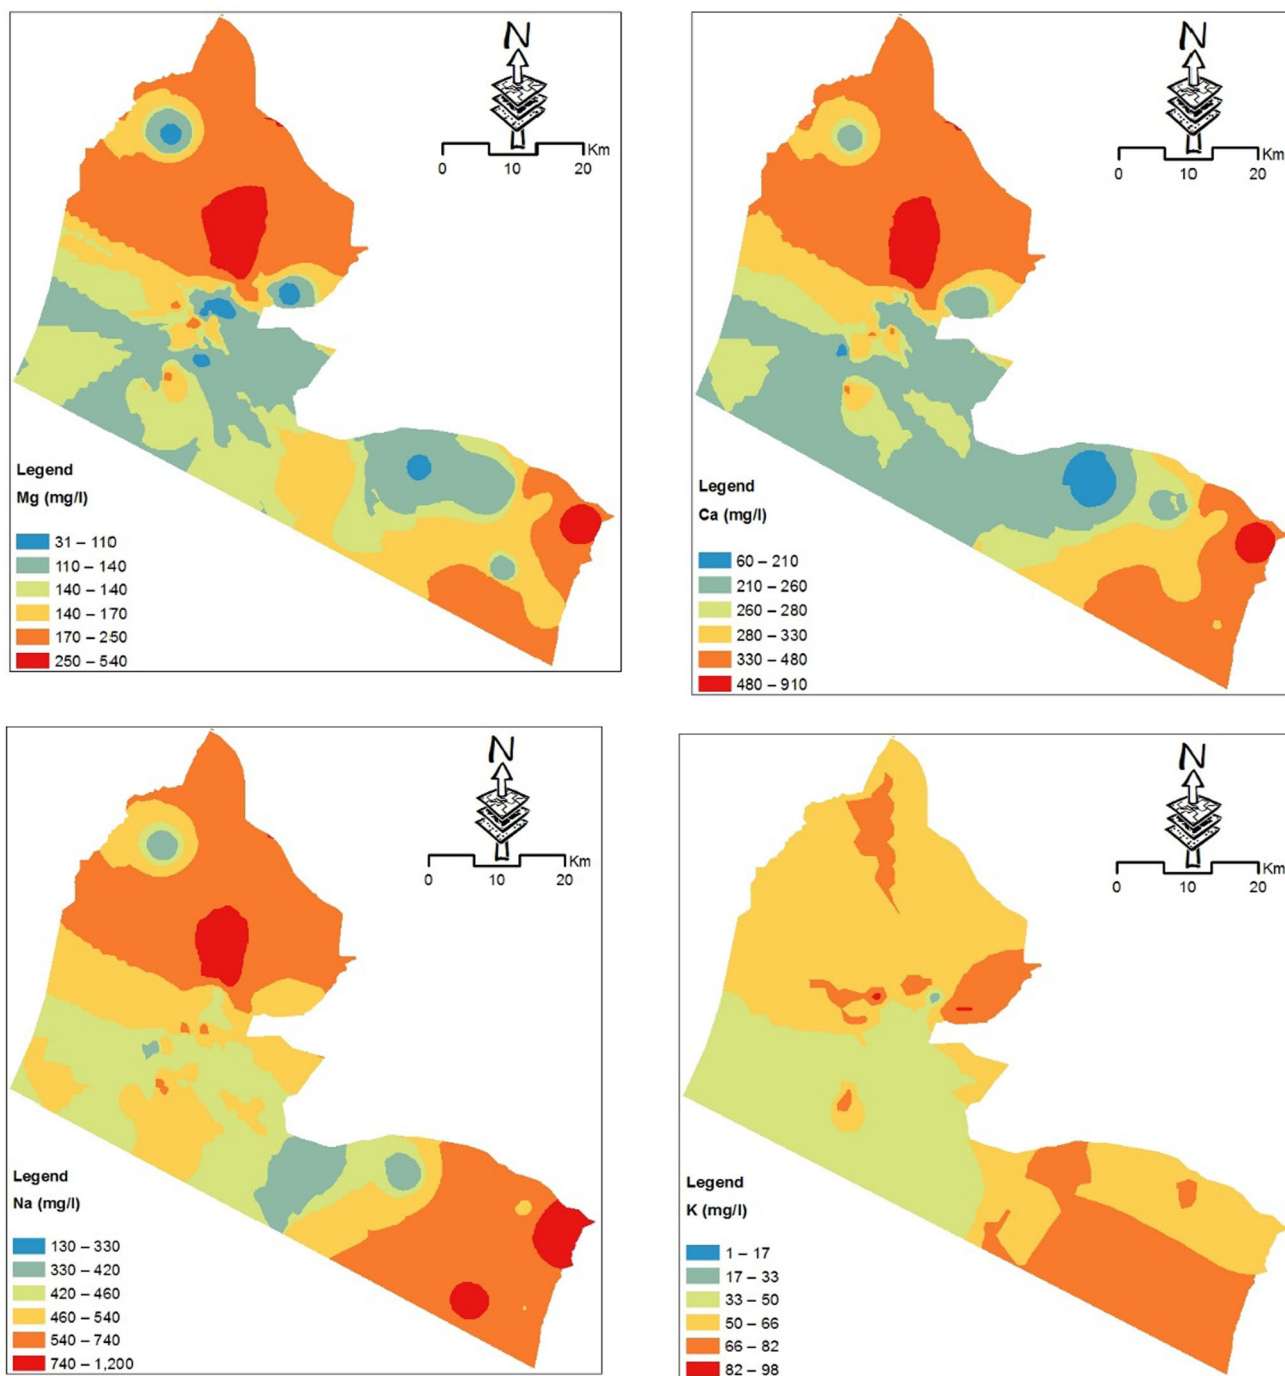 N
Km
0 10 20
Legend
Mg (mg/l)
31 – 110
110 – 140
140 – 140
140 – 170
170 – 250
250 – 540
N
Km
0 10 20
Legend
Ca (mg/l)
60 – 210
210 – 260
260 – 280
280 – 330
330 – 480
480 – 910
N
Km
0 10 20
Legend
Na (mg/l)
130 – 330
330 – 420
420 – 460
460 – 540
540 – 740
740 – 1,200
N
Km
0 10 20
Legend
K (mg/l)
1 – 17
17 – 33
33 – 50
50 – 66
66 – 82
82 – 98